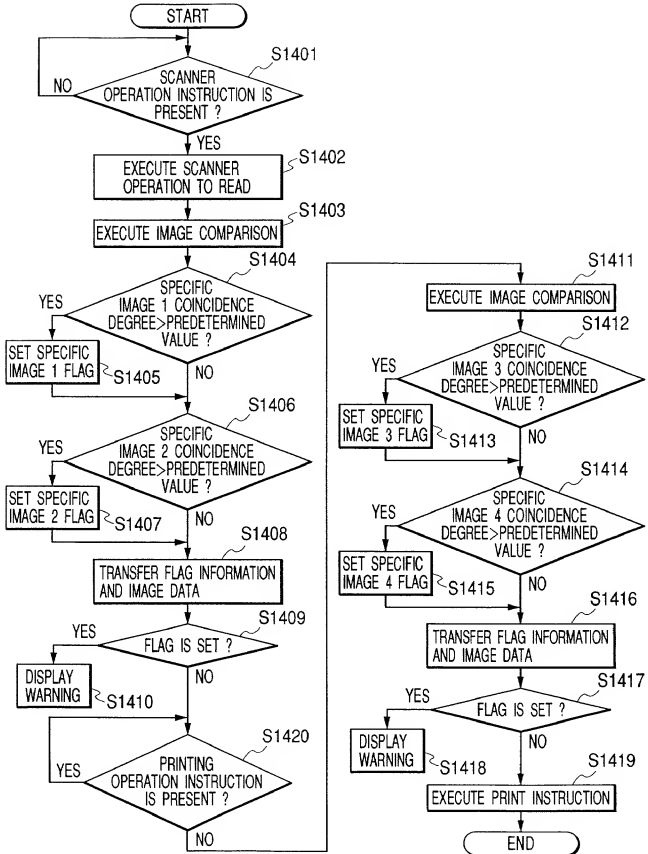 START
S1401
SCANNER
OPERATION INSTRUCTION IS
PRESENT ?
NO
YES
S1402
EXECUTE SCANNER
OPERATION TO READ
S1403
EXECUTE IMAGE COMPARISON
S1404
SPECIFIC
IMAGE 1 COINCIDENCE
DEGREE>PREDETERMINED
VALUE ?
YES
SET SPECIFIC
IMAGE 1 FLAG
S1405
NO
S1406
SPECIFIC
IMAGE 2 COINCIDENCE
DEGREE>PREDETERMINED
VALUE ?
YES
SET SPECIFIC
IMAGE 2 FLAG
S1407
NO
S1408
TRANSFER FLAG INFORMATION
AND IMAGE DATA
S1409
YES
FLAG IS SET ?
DISPLAY
WARNING
S1410
NO
S1420
PRINTING
OPERATION INSTRUCTION
IS PRESENT ?
YES
NO
S1411
EXECUTE IMAGE COMPARISON
S1412
SPECIFIC
IMAGE 3 COINCIDENCE
DEGREE>PREDETERMINED
VALUE ?
YES
SET SPECIFIC
IMAGE 3 FLAG
S1413
NO
S1414
SPECIFIC
IMAGE 4 COINCIDENCE
DEGREE>PREDETERMINED
VALUE ?
YES
SET SPECIFIC
IMAGE 4 FLAG
S1415
NO
S1416
TRANSFER FLAG INFORMATION
AND IMAGE DATA
S1417
YES
FLAG IS SET ?
DISPLAY
WARNING
S1418
NO
S1419
EXECUTE PRINT INSTRUCTION
END